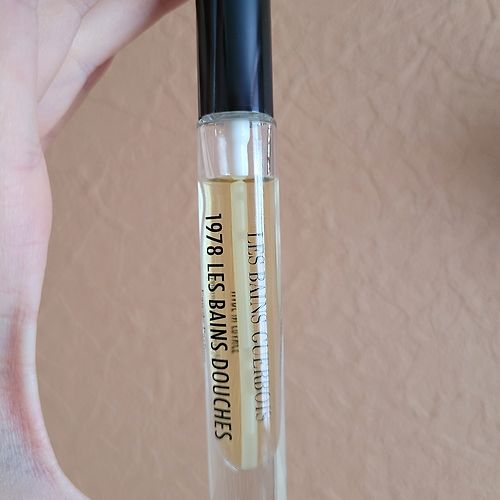 LES BAINS GUERBOIS
1978 LES BAINS DOUCHES